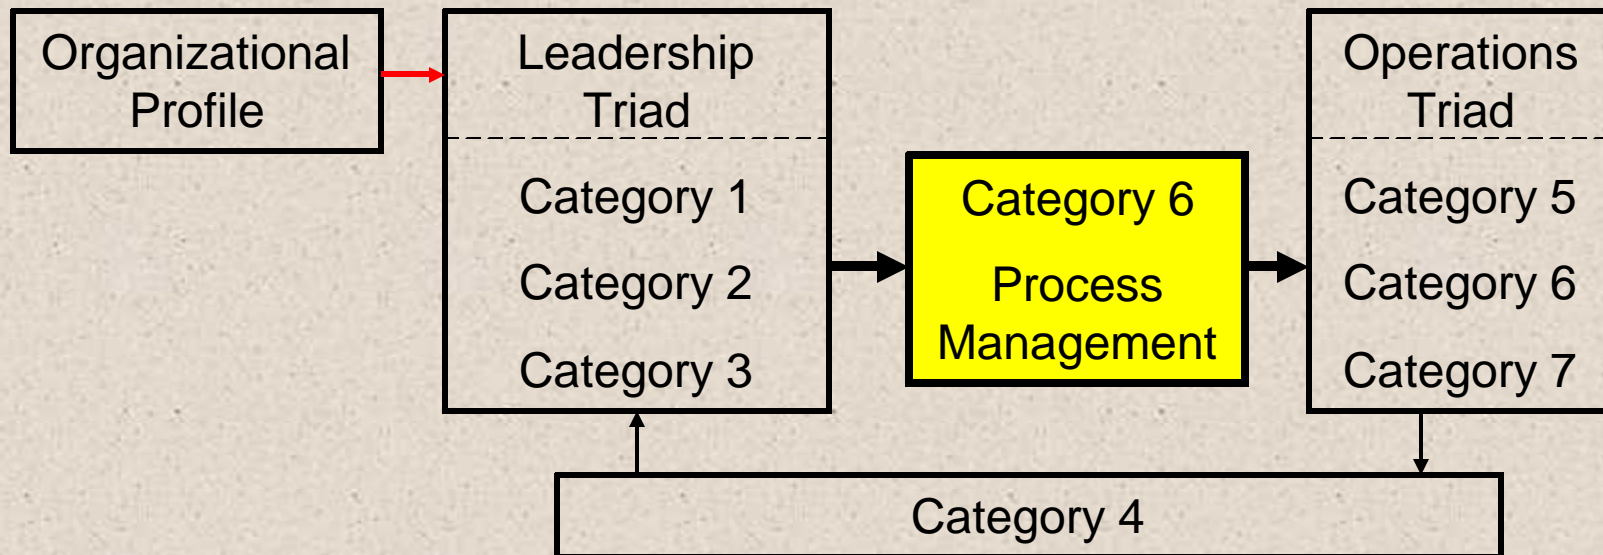 Organizational
Profile
Leadership
Triad
Category 1
Category 2
Category 3
Category 6
Process
Management
Operations
Triad
Category 5
Category 6
Category 7
Category 4